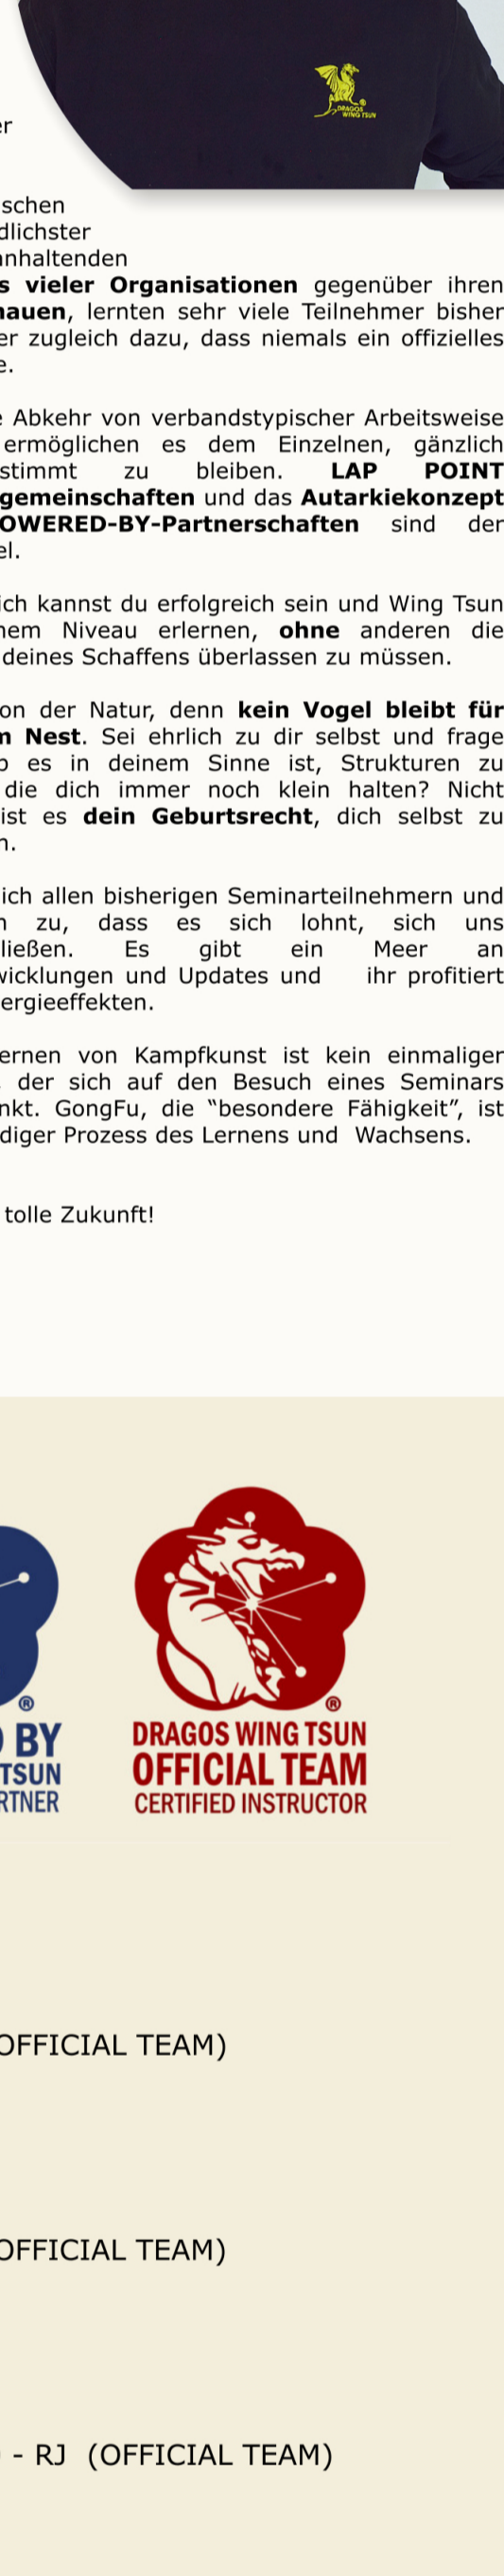 DRAGOS
WING TSUN
er
schen
dlichster
anhaltenden
s vieler Organisationen gegenüber ihren
hauen, lernten sehr viele Teilnehmer bisher
er zugleich dazu, dass niemals ein offizielles
e.
e Abkehr von verbandstypischer Arbeitsweise
ermöglichen es dem Einzelnen, gänzlich
stimmt zu bleiben. LAP POINT
gemeinschaften und das Autarkiekonzept
OWERED-BY-Partnerschaften sind der
el.
ich kannst du erfolgreich sein und Wing Tsun
hem Niveau erlernen, ohne anderen die
deines Schaffens überlassen zu müssen.
on der Natur, denn kein Vogel bleibt für
m Nest. Sei ehrlich zu dir selbst und frage
b es in deinem Sinne ist, Strukturen zu
die dich immer noch klein halten? Nicht
ist es dein Geburtsrecht, dich selbst zu
n.
ich allen bisherigen Seminarteilnehmern und
n zu, dass es sich lohnt, sich uns
ließen. Es gibt ein Meer an
wicklungen und Updates und ihr profitiert
ergieeffekten.
ernen von Kampfkunst ist kein einmaliger
, der sich auf den Besuch eines Seminars
nkt. GongFu, die “besondere Fähigkeit”, ist
diger Prozess des Lernens und Wachsens.
tolle Zukunft!
®
BY
TSUN
RTNER
®
DRAGOS WING TSUN
OFFICIAL TEAM
CERTIFIED INSTRUCTOR
OFFICIAL TEAM)
OFFICIAL TEAM)
- RJ (OFFICIAL TEAM)